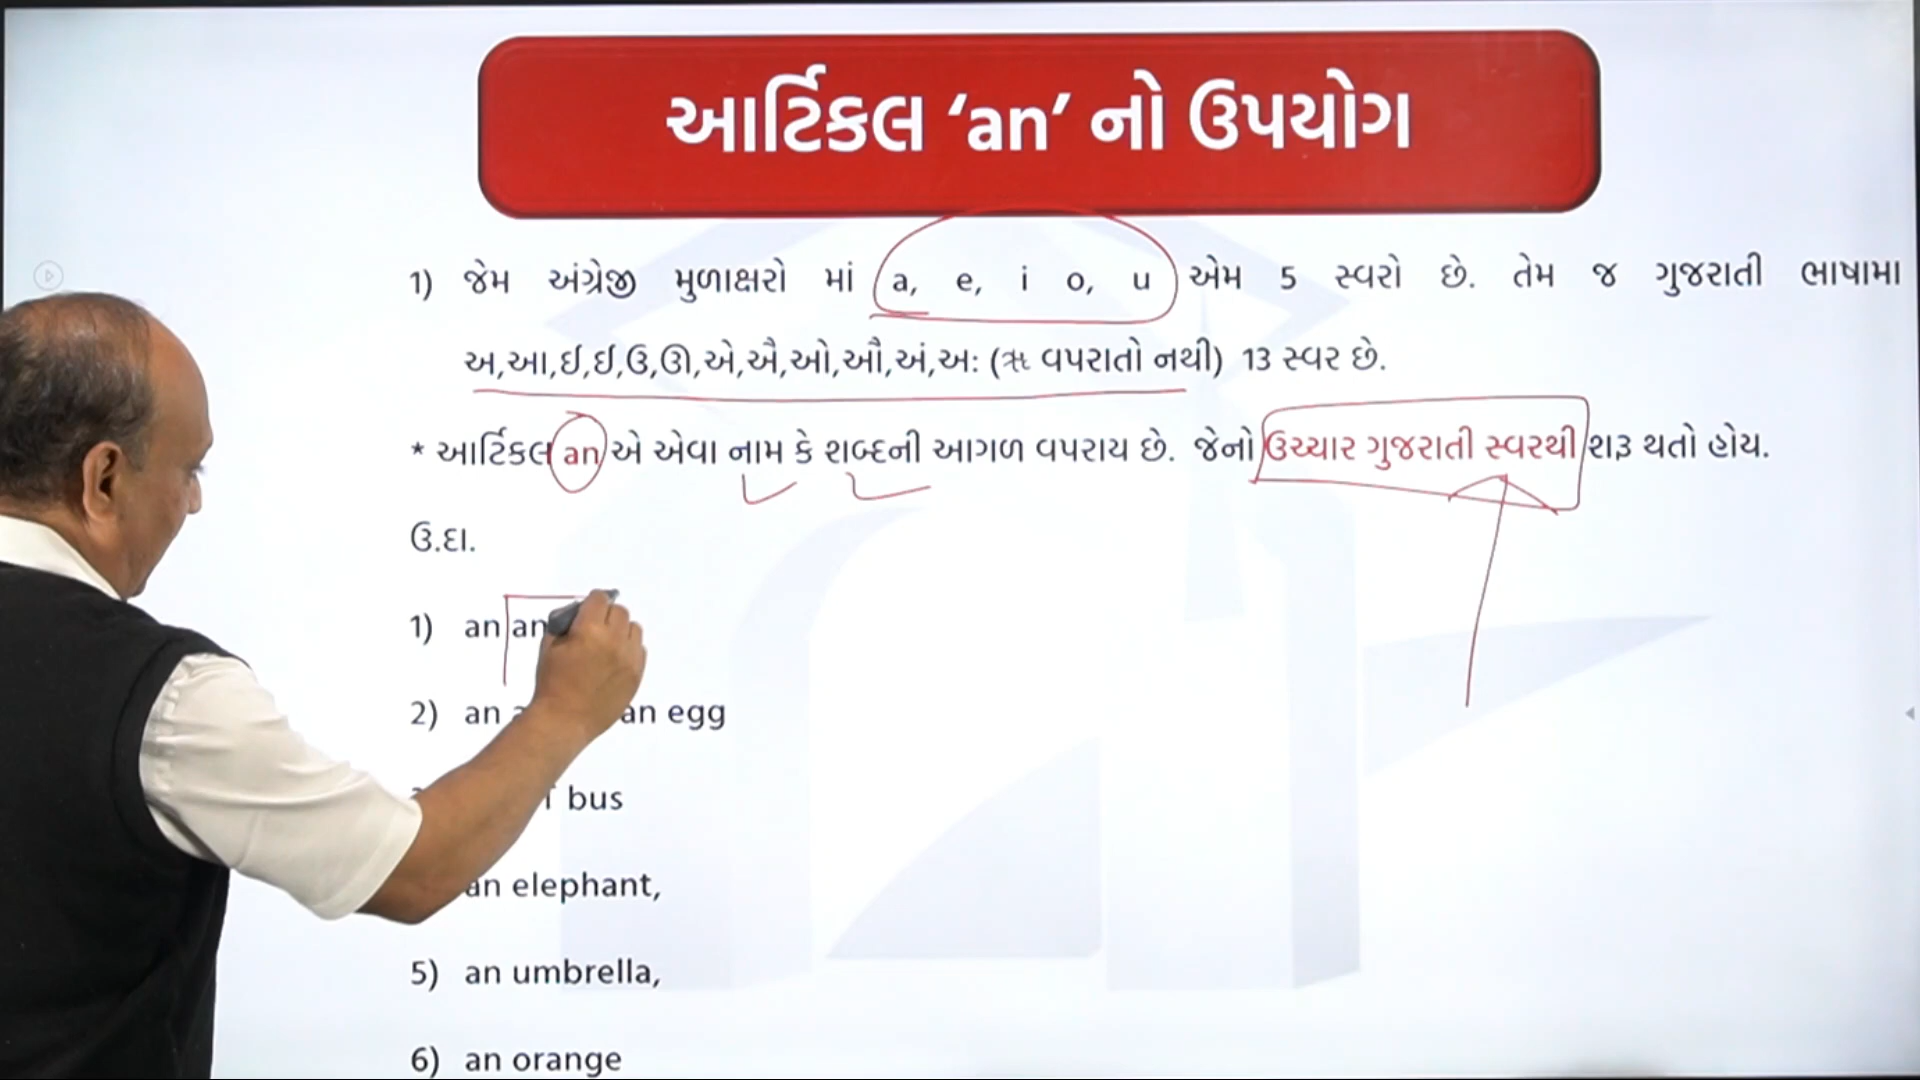 આર્ટિકલ ‘an’ નો ઉપયોગ
1) જેમ અંગ્રેજી મુળાક્ષરો માં a, e, i o, u એમ 5 સ્વરો છે. તેમ જ ગુજરાતી ભાષામા
અ,આ,ઈ,ઈ,ઉ,ઊ,એ,ઐ,ઓ,ઔ,અં,અઃ (ૠ વપરાતો નથી) 13 સ્વર છે.
* આર્ટિકલ an એ એવા નામ કે શબ્દની આગળ વપરાય છે. જેનો ઉચ્ચાર ગુજરાતી સ્વરથી શરૂ થતો હોય.
ઉ.દા.
1) an an
2) an an egg
bus
an elephant,
5) an umbrella,
6) an orange